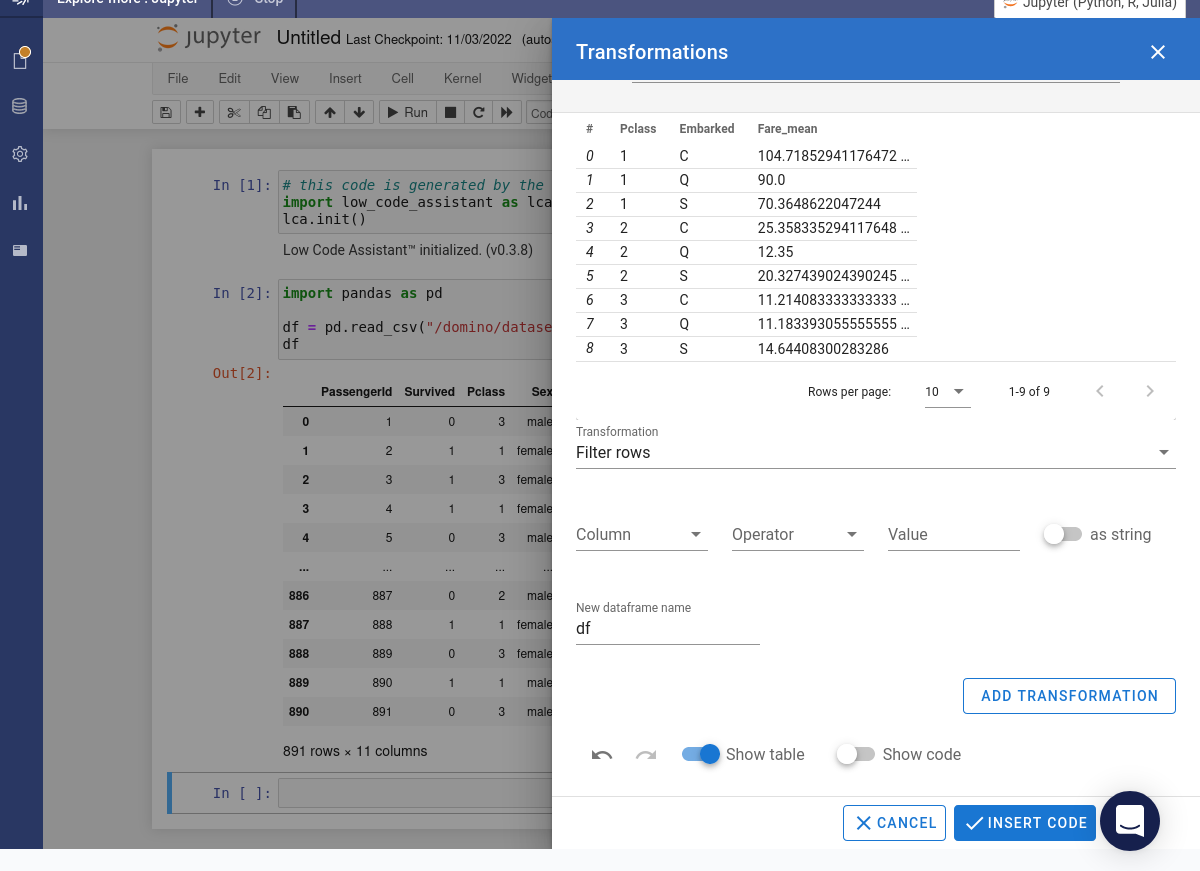 Explore more : Jupyter
Stop
Jupyter (Python, R, Julia)
jupyter Untitled Last Checkpoint: 11/03/2022 (auto
File Edit View Insert Cell Kernel Widget
Run Cod
In [1]: # this code is generated by the
import low_code_assistant as lca
lca.init()
Low Code Assistant™ initialized. (v0.3.8)
In [2]: import pandas as pd
df = pd.read_csv("/domino/datase
df
Out[2]:
PassengerId Survived Pclass Sex
0 1 0 3 male
1 2 1 1 female
2 3 1 3 female
3 4 1 1 female
4 5 0 3 male
... ... ... ... ...
886 887 0 2 male
887 888 1 1 female
888 889 0 3 female
889 890 1 1 male
890 891 0 3 male
891 rows × 11 columns
In [ ]:
Transformations
# Pclass Embarked Fare_mean
0 1 C 104.71852941176472 ...
1 1 Q 90.0
2 1 S 70.3648622047244
3 2 C 25.358335294117648 ...
4 2 Q 12.35
5 2 S 20.327439024390245 ...
6 3 C 11.214083333333333 ...
7 3 Q 11.183393055555555 ...
8 3 S 14.64408300283286
Rows per page: 10 1-9 of 9
Transformation
Filter rows
Column Operator Value as string
New dataframe name
df
ADD TRANSFORMATION
Show table Show code
CANCEL INSERT CODE